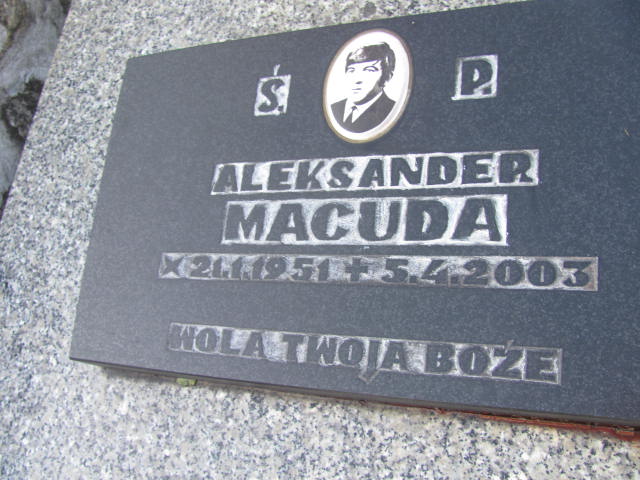 Ś. P.
ALEKSANDER
MACUDA
X 21.1.1951 + 5.4.2003
WOLA TWOJA BOŻE